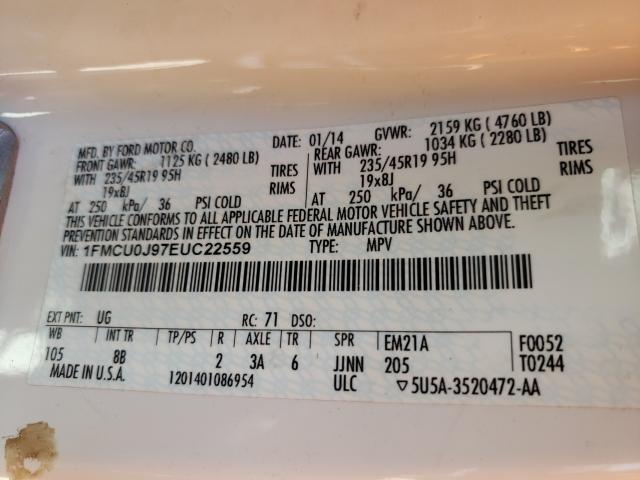 MFD. BY FORD MOTOR CO. DATE: 01/14 GVWR: 2159 KG ( 4760 LB)
FRONT GAWR: 1125 KG ( 2480 LB) REAR GAWR: 1034 KG ( 2280 LB)
WITH 235/45R19 95H TIRES WITH 235/45R19 95H TIRES
19x8J RIMS 19x8J RIMS
AT 250 kPa/ 36 PSI COLD AT 250 kPa/ 36 PSI COLD
THIS VEHICLE CONFORMS TO ALL APPLICABLE FEDERAL MOTOR VEHICLE SAFETY AND THEFT PREVENTION
STANDARDS IN EFFECT ON THE DATE OF MANUFACTURE SHOWN ABOVE.
VIN: 1FMCU0J97EUC22559 TYPE: MPV
EXT PNT: UG RC: 71 DSO:
WB INT TR TP/PS R AXLE TR SPR EM21A F0052
105 8B 2 3A 6 JJNN 205 T0244
MADE IN U.S.A. 1201401086954 ULC ▽5U5A-3520472-AA